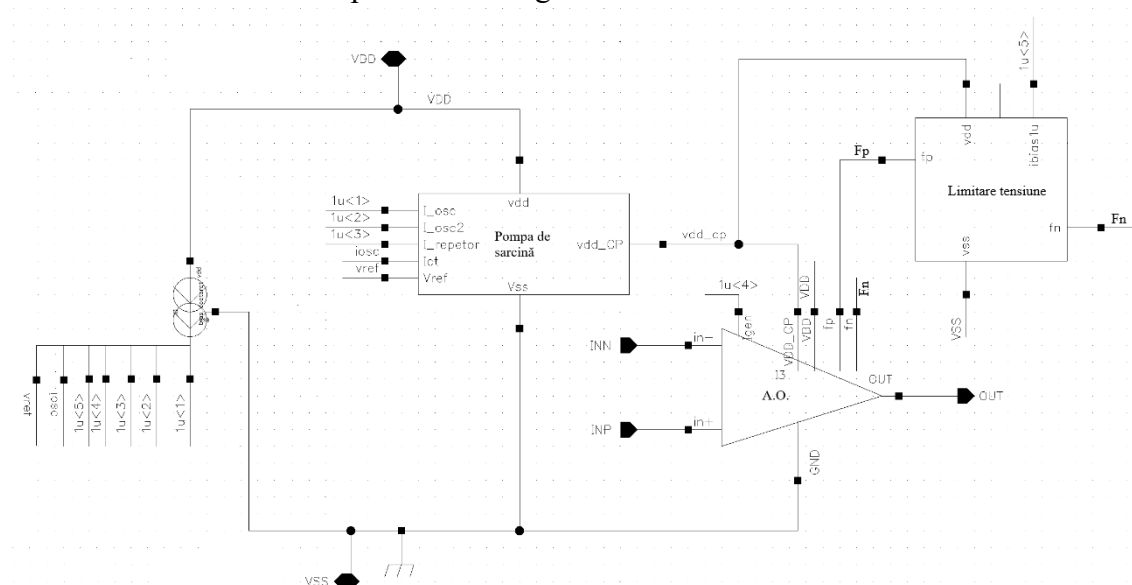 VDD
VDD
1u<5>
vdd
ibias1u
Fp
fp
Limitare tensiune
fn
Fn
vss
VSS
1u<1>
1u<2>
1u<3>
iosc
vref
vdd
I_osc
I_osc2
I_repetor
Ict
Vref
Pompa de
sarcină
vdd_CP
Vss
vdd_cp
1u<4>
Igen
VDD_CP
VDD
VDD
fp
fn
Fn
INN
in-
I3
A.O.
OUT
OUT
INP
in+
GND
vref
iosc
1u<5>
1u<4>
1u<3>
1u<2>
1u<1>
VSS